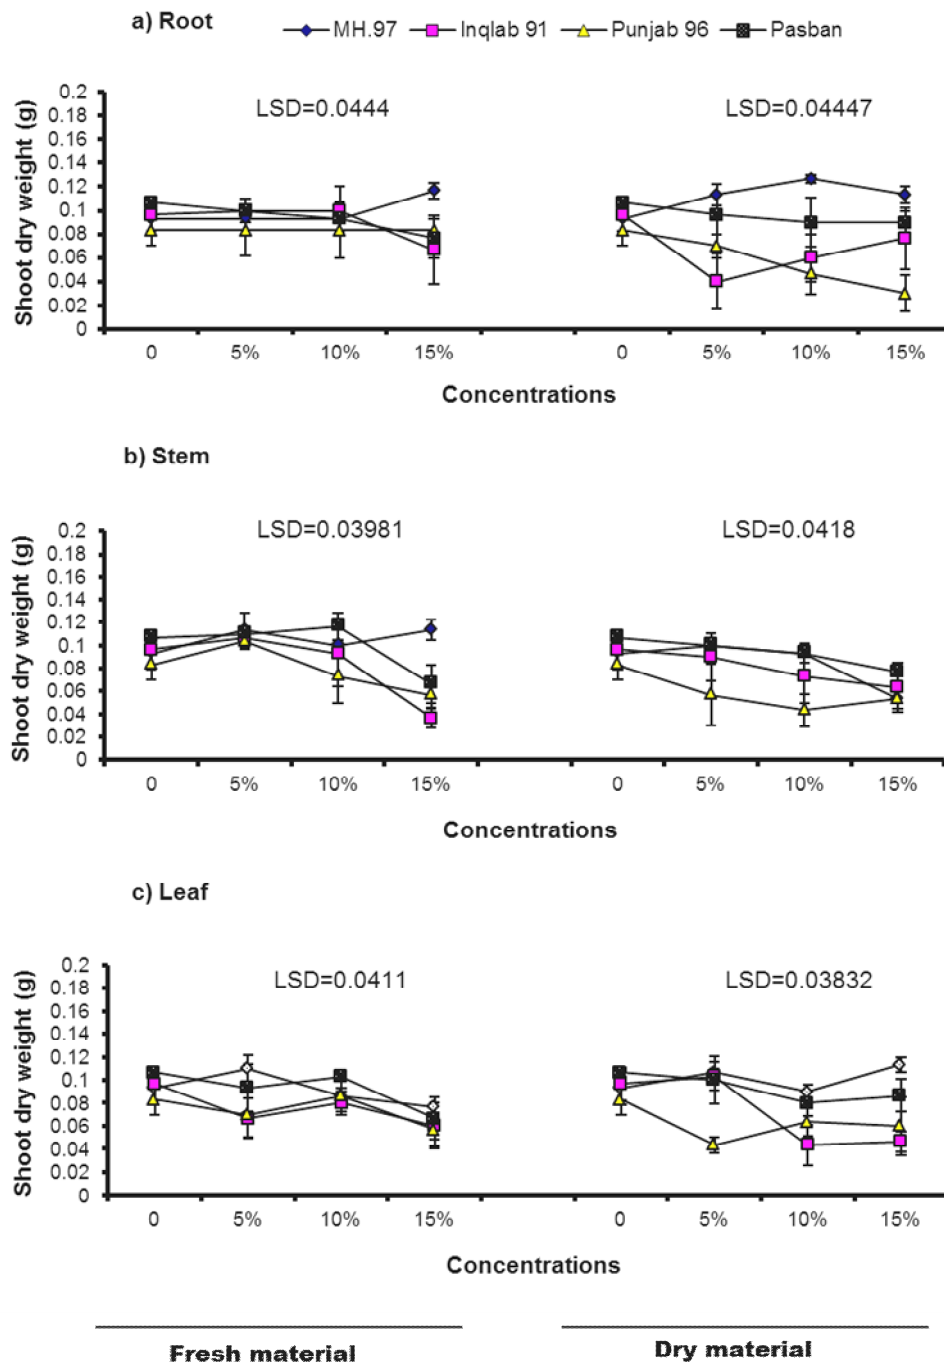 a) Root
MH.97 Inqlab 91 Punjab 96 Pasban
Shoot dry weight (g)
0.2
0.18
0.16
0.14
0.12
0.1
0.08
0.06
0.04
0.02
0
LSD=0.0444 LSD=0.04447
0 5% 10% 15% 0 5% 10% 15%
Concentrations
b) Stem
Shoot dry weight (g)
0.2
0.18
0.16
0.14
0.12
0.1
0.08
0.06
0.04
0.02
0
LSD=0.03981 LSD=0.0418
0 5% 10% 15% 0 5% 10% 15%
Concentrations
c) Leaf
Shoot dry weight (g)
0.2
0.18
0.16
0.14
0.12
0.1
0.08
0.06
0.04
0.02
0
LSD=0.0411 LSD=0.03832
0 5% 10% 15% 0 5% 10% 15%
Concentrations
Fresh material Dry material